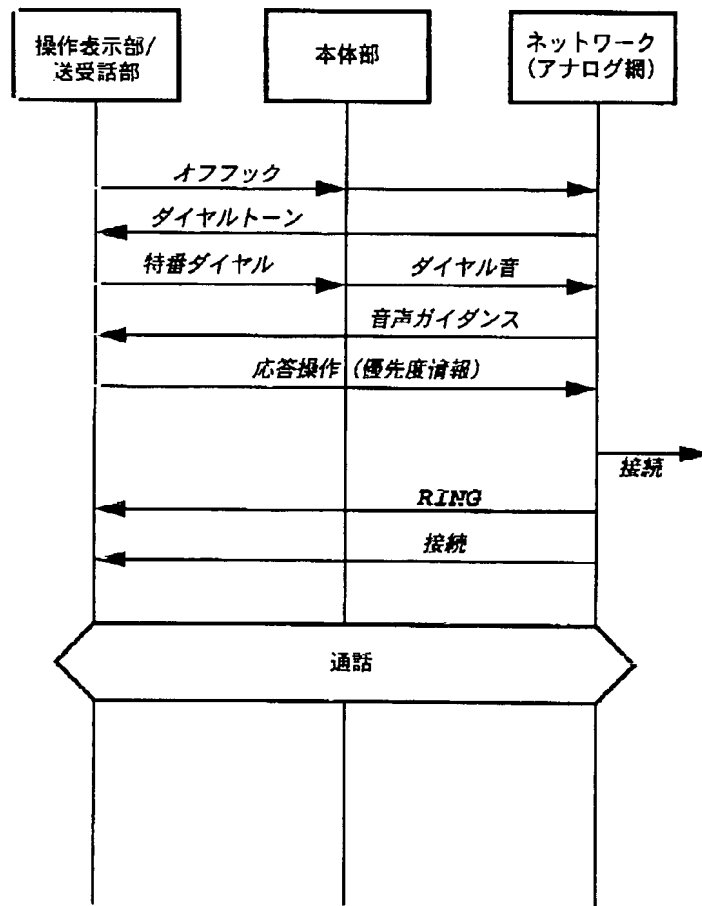 操作表示部/
送受話部
本体部
ネットワーク
(アナログ網)
オフフック
ダイヤルトーン
特番ダイヤル
ダイヤル音
音声ガイダンス
応答操作 (優先度情報)
接続
RING
接続
通話